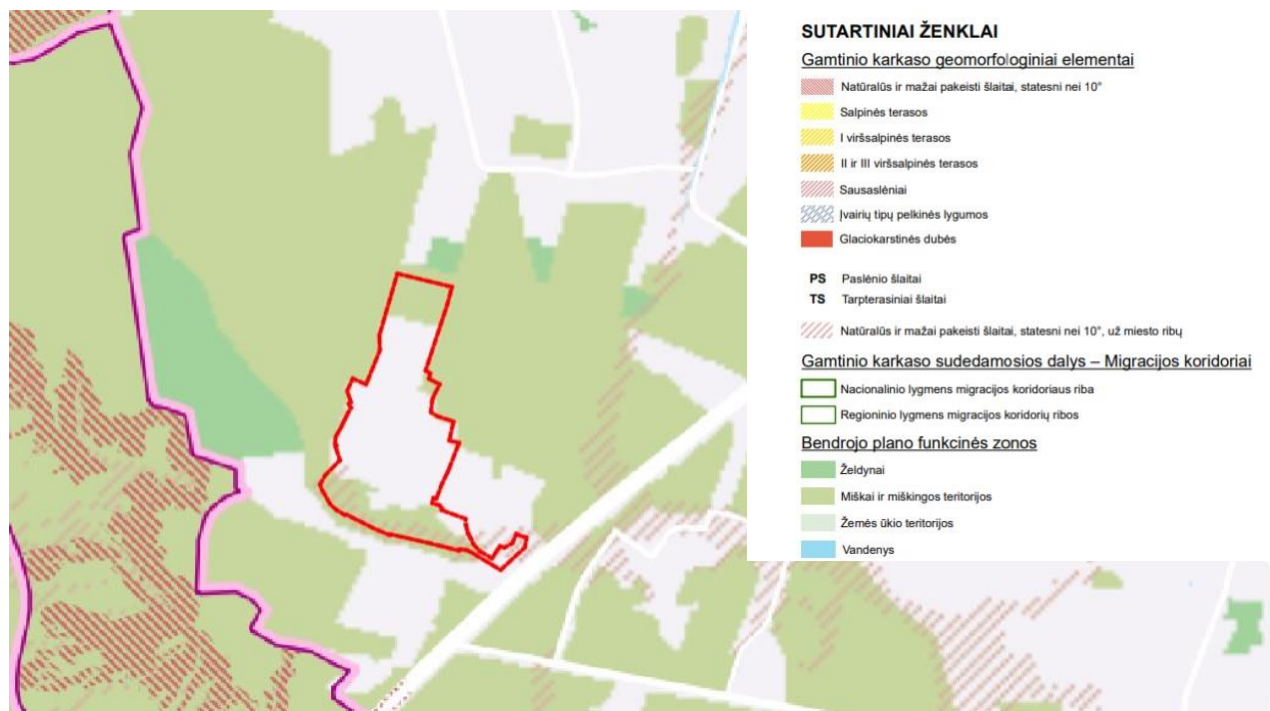 SUTARTINIAI ŽENKLAI
Gamtinio karkaso geomorfologiniai elementai
Natūralūs ir mažai pakeisti šlaitai, statesni nei 10°
Salpinės terasos
I viršsalpinės terasos
II ir III viršsalpinės terasos
Sausaslėniai
Įvairių tipų pelkinės lygumos
Glaciokarstinės dubės
PS Paslėnio šlaitai
TS Tarpterasiniai šlaitai
Natūralūs ir mažai pakeisti šlaitai, statesni nei 10°, už miesto ribų
Gamtinio karkaso sudedamosios dalys – Migracijos koridoriai
Nacionalinio lygmens migracijos koridoriaus riba
Regioninio lygmens migracijos koridorių ribos
Bendrojo plano funkcinės zonos
Želdynai
Miškai ir miškingos teritorijos
Žemės ūkio teritorijos
Vandenys